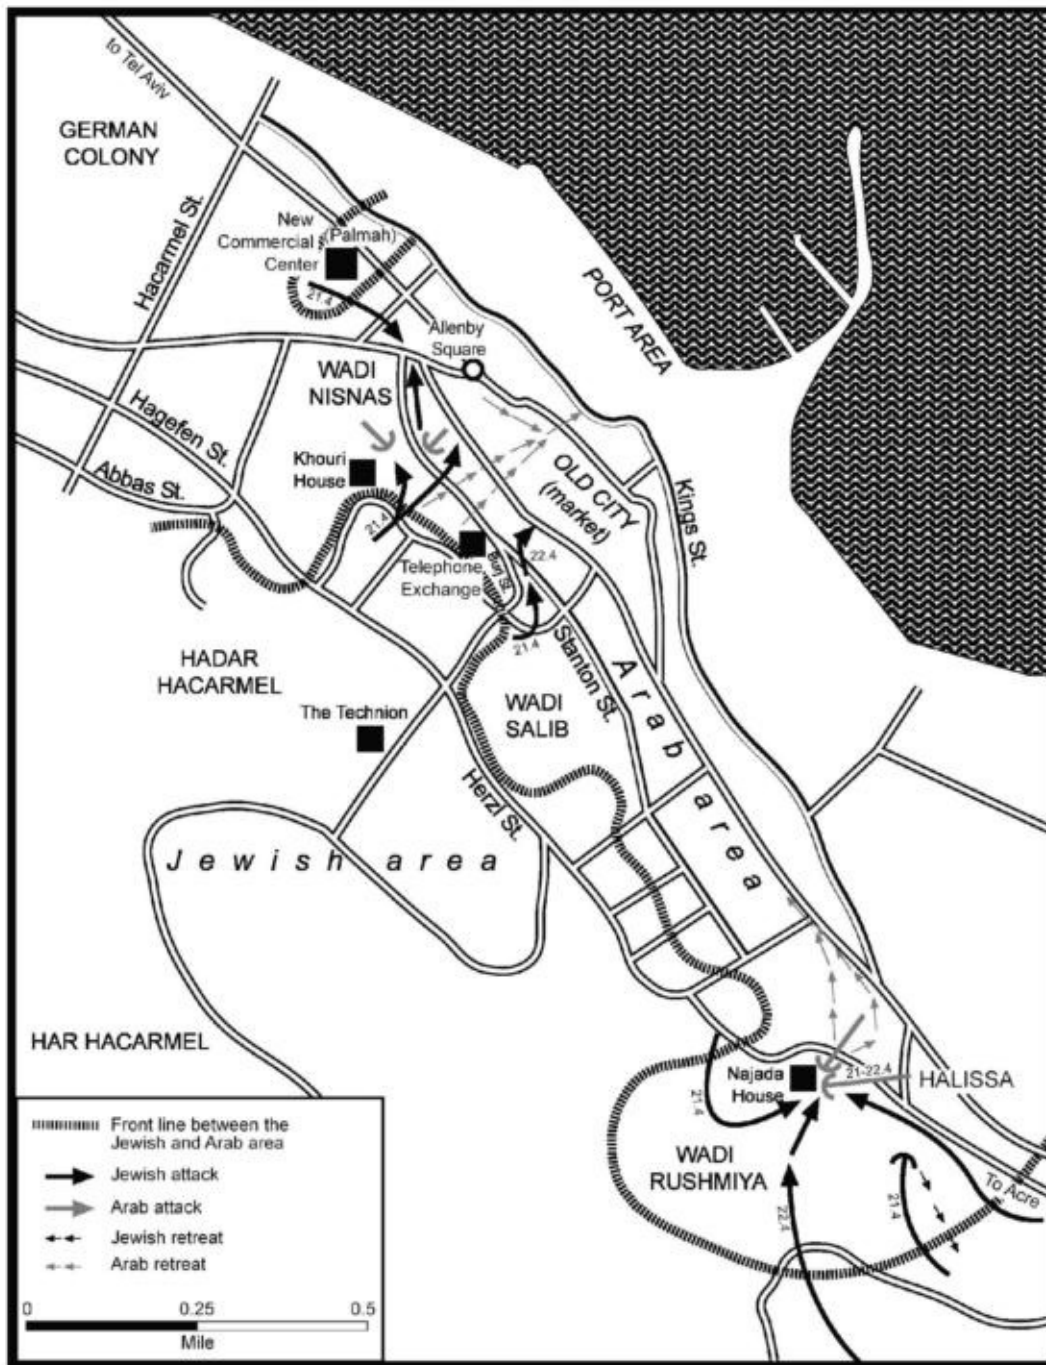 to Tel Aviv
GERMAN
COLONY
Hacarmel St.
New
Commercial
Center
(Palmah)
21.4
PORT AREA
Allenby
Square
WADI
NISNAS
Hagefen St.
Abbas St.
Khouri
House
21.4
OLD CITY
(market)
Kings St.
Telephone
Exchange
Burj St.
22.4
21.4
Stanton St.
HADAR
HACARMEL
The Technion
WADI
SALIB
Arab area
Herzl St.
Jewish area
HAR HACARMEL
Najada
House
21-22.4
HALISSA
21.4
WADI
RUSHMIYA
22.4
21.4
To Acre
Front line between the
Jewish and Arab area
Jewish attack
Arab attack
Jewish retreat
Arab retreat
0 0.25 0.5
Mile